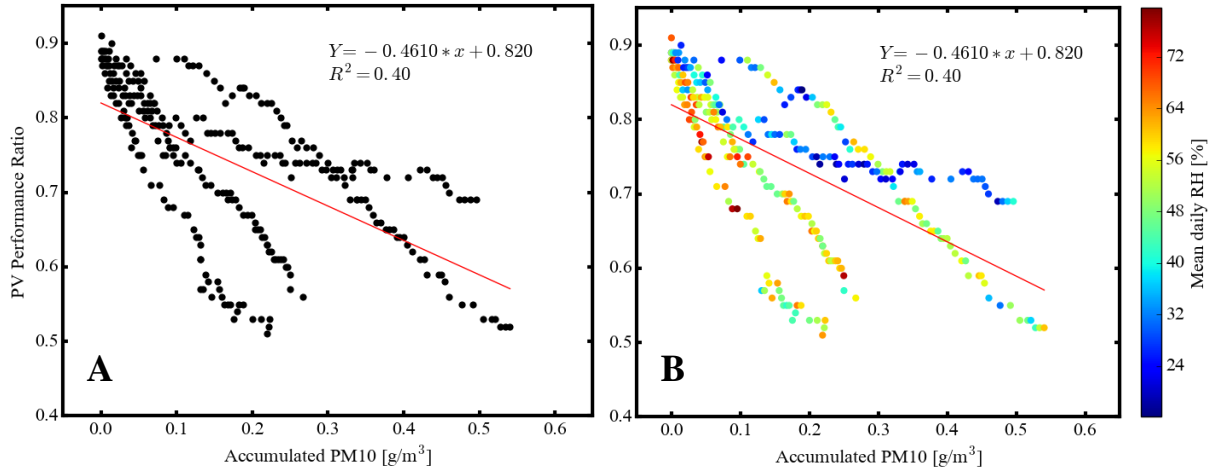 Y = −0.4610 ∗ x + 0.820
R² = 0.40
A
PV Performance Ratio
0.9
0.8
0.7
0.6
0.5
0.4
0.0 0.1 0.2 0.3 0.4 0.5 0.6
Accumulated PM10 [g/m³]
Y = −0.4610 ∗ x + 0.820
R² = 0.40
B
0.9
0.8
0.7
0.6
0.5
0.4
0.0 0.1 0.2 0.3 0.4 0.5 0.6
Accumulated PM10 [g/m³]
72
64
56
48
40
32
24
Mean daily RH [%]